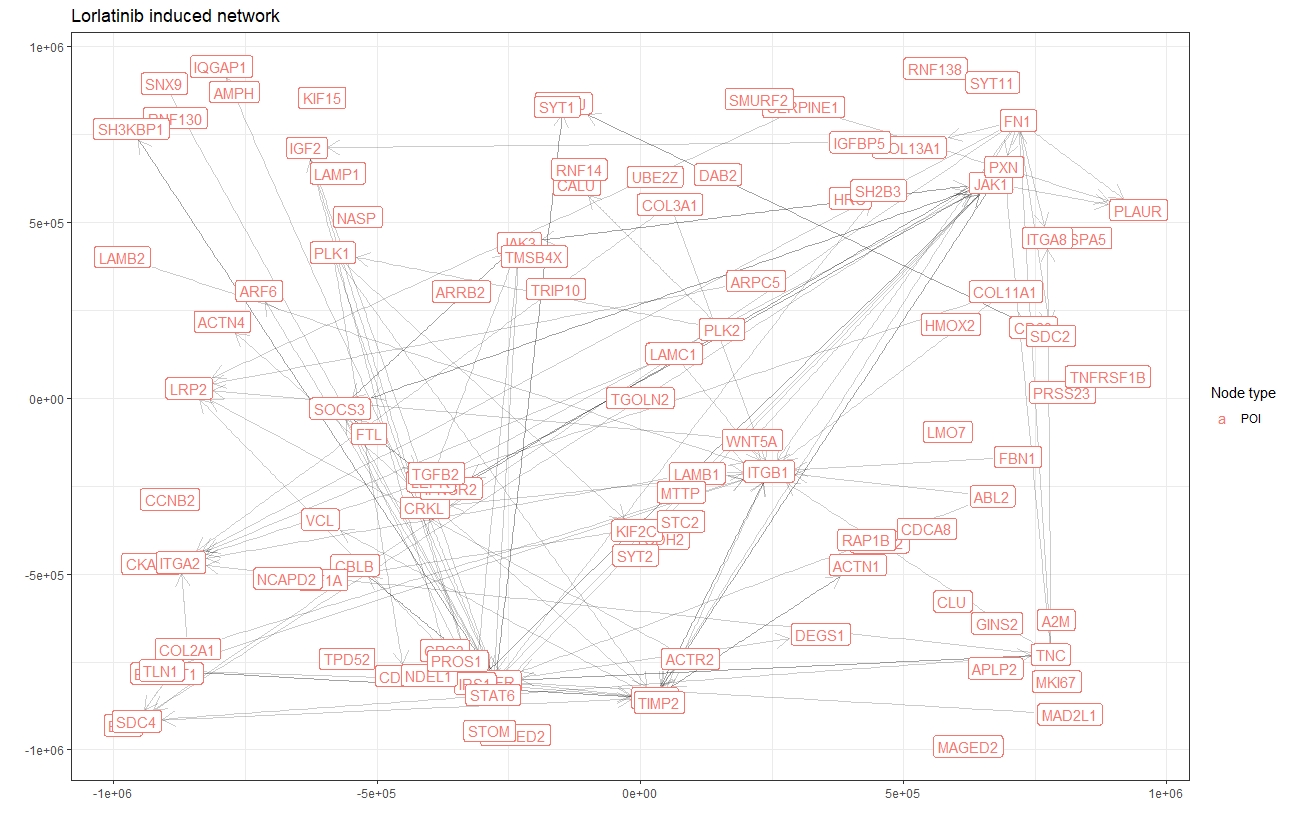 Lorlatinib induced network
1e+06
IQGAP1
RNF138
SNX9
SYT11
AMPH
KIF15
SMURF2
SYT1
SERPINE1
RNF130
FN1
SH3KBP1
IGF2
IGFBP5
COL13A1
PXN
LAMP1
RNF14
UBE2Z
DAB2
CALU
JAK1
SH2B3
COL3A1
PLAUR
5e+05
NASP
ITGA8
JAK3
PLK1
TMSB4X
LAMB2
ARPC5
ARF6
ARRB2
TRIP10
COL11A1
ACTN4
PLK2
HMOX2
SDC2
LAMC1
Node type
LRP2
TNFRSF1B
PRSS23
a POI
0e+00
SOCS3
TGOLN2
FTL
WNT5A
LMO7
FBN1
TGFB2
LAMB1
ITGB1
CCNB2
MTTP
ABL2
CRKL
VCL
STC2
KIF2C
CDCA8
RAP1B
SYT2
ITGA2
CBLB
ACTN1
-5e+05
NCAPD2
CLU
A2M
GINS2
DEGS1
COL2A1
TNC
TPD52
PROS1
ACTR2
TLN1
NDEL1
APLP2
MKI67
IRS1
STAT6
TIMP2
MAD2L1
SDC4
STOM
MAGED2
-1e+06
-1e+06
-5e+05
0e+00
5e+05
1e+06